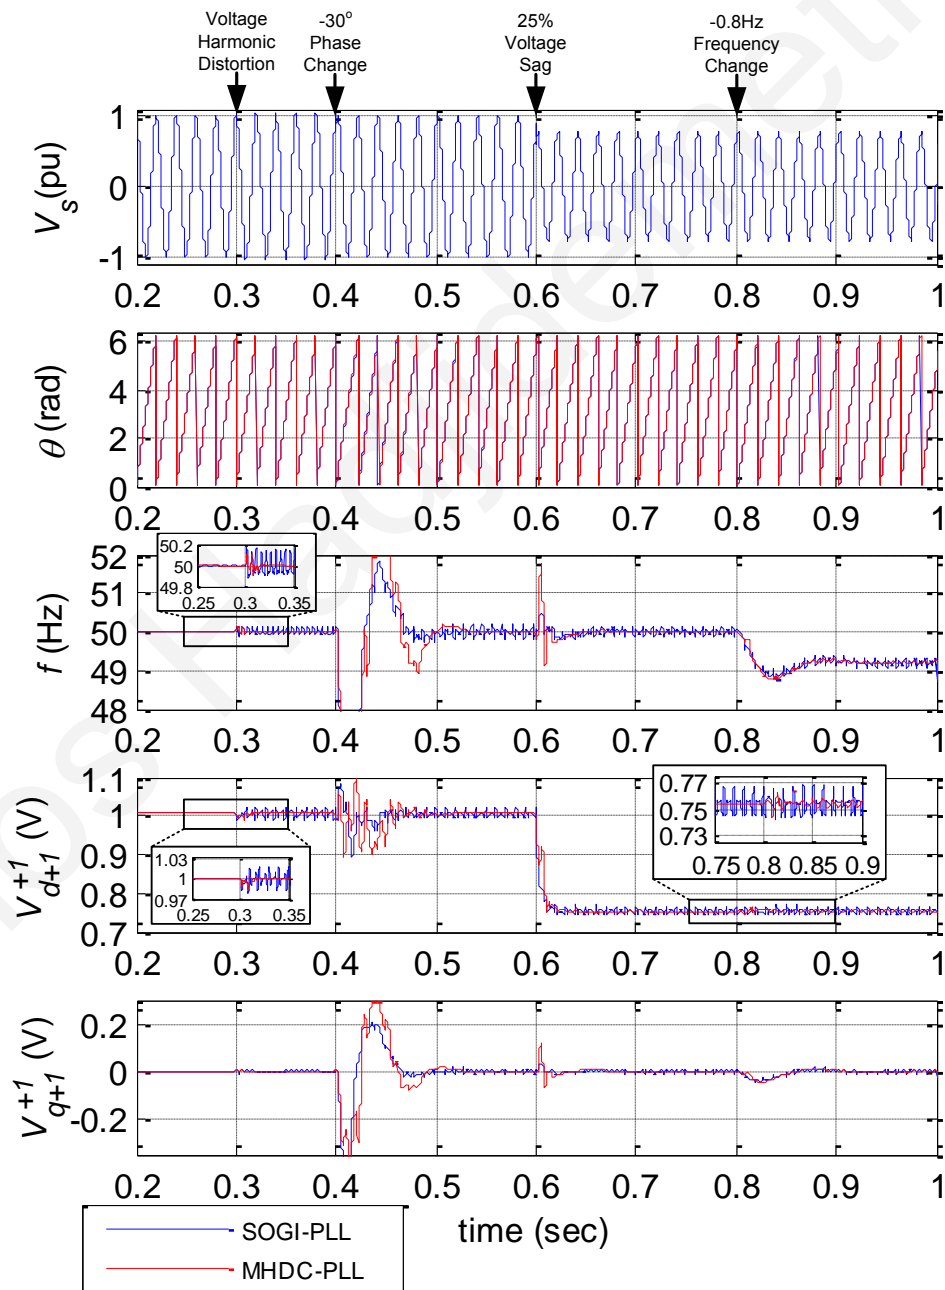 Voltage
Harmonic
Distortion
-30° 
Phase
Change
25%
Voltage
Sag
-0.8Hz
Frequency
Change
1
0
-1
V_s (pu)
0.2 0.3 0.4 0.5 0.6 0.7 0.8 0.9 1
6
4
2
0
θ (rad)
0.2 0.3 0.4 0.5 0.6 0.7 0.8 0.9 1
52
51
50
49
48
f (Hz)
50.2
50
49.8
0.25 0.3 0.35
0.2 0.3 0.4 0.5 0.6 0.7 0.8 0.9 1
1.1
1
0.9
0.8
0.7
V_{d+1}^{+1} (V)
1.03
1
0.97
0.25 0.3 0.35
0.77
0.75
0.73
0.75 0.8 0.85 0.9
0.2 0.3 0.4 0.5 0.6 0.7 0.8 0.9 1
0.2
0
-0.2
V_{q+1}^{+1} (V)
0.2 0.3 0.4 0.5 0.6 0.7 0.8 0.9 1
time (sec)
SOGI-PLL
MHDC-PLL